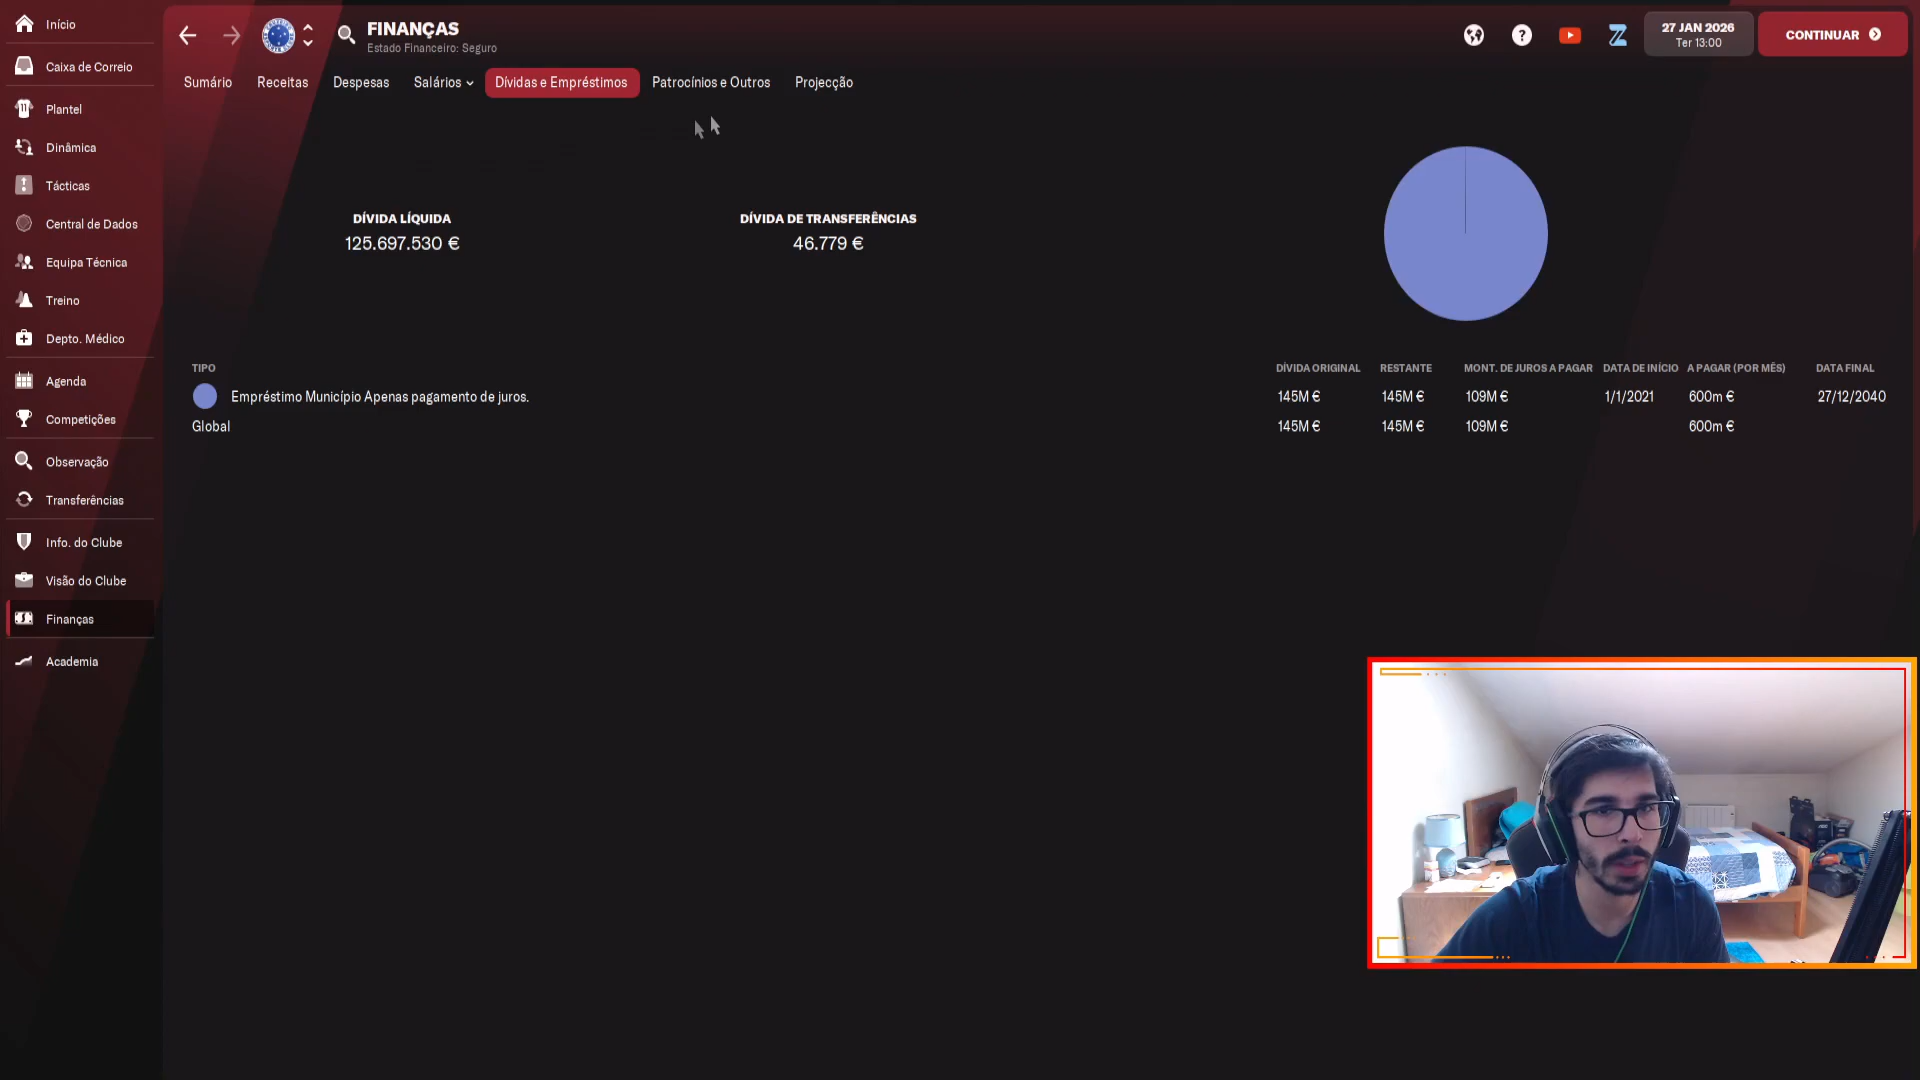 Início
Caixa de Correio
Plantel
Dinâmica
Tácticas
Central de Dados
Equipa Técnica
Treino
Depto. Médico
Agenda
Competições
Observação
Transferências
Info. do Clube
Visão do Clube
Finanças
Academia
FINANÇAS
Estado Financeiro: Seguro
27 JAN 2026
Ter 13:00
CONTINUAR
Sumário Receitas Despesas Salários Dívidas e Empréstimos Patrocínios e Outros Projecção
DÍVIDA LÍQUIDA
125.697.530 €
DÍVIDA DE TRANSFERÊNCIAS
46.779 €
TIPO DÍVIDA ORIGINAL RESTANTE MONT. DE JUROS A PAGAR DATA DE INÍCIO A PAGAR (POR MÊS) DATA FINAL
Empréstimo Município Apenas pagamento de juros. 145M € 145M € 109M € 1/1/2021 600m € 27/12/2040
Global 145M € 145M € 109M € 600m €